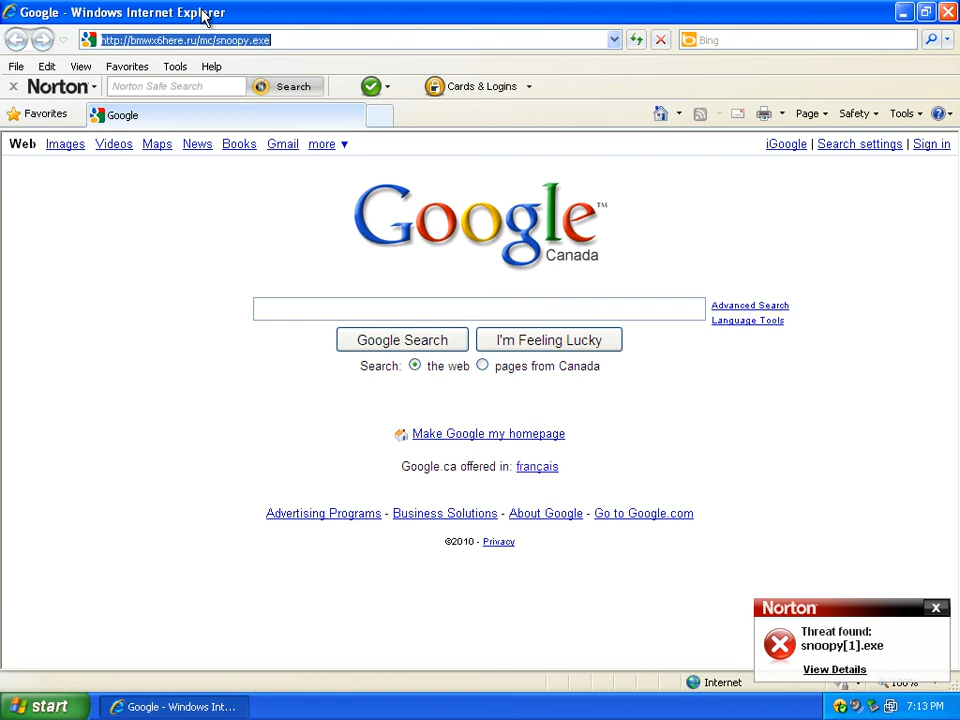 Google - Windows Internet Explorer
http://bmwx6here.ru/mc/snoopy.exe
Bing
File Edit View Favorites Tools Help
x Norton Norton Safe Search Search Cards & Logins
Favorites Google Page Safety Tools
Web Images Videos Maps News Books Gmail more ▼ iGoogle | Search settings | Sign in
Google™
Canada
Advanced Search
Language Tools
Google Search I'm Feeling Lucky
Search: the web pages from Canada
Make Google my homepage
Google.ca offered in: français
Advertising Programs - Business Solutions - About Google - Go to Google.com
©2010 - Privacy
Norton x
Threat found:
snoopy[1].exe
View Details
Internet 100%
start Google - Windows Int... 7:13 PM